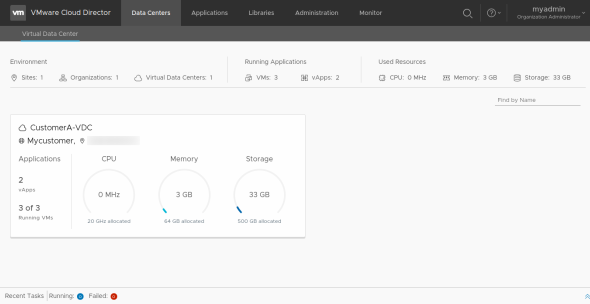 vm VMware Cloud Director Data Centers Applications Libraries Administration Monitor myadmin
Organization Administrator
Virtual Data Center
Environment Running Applications Used Resources
Sites: 1 Organizations: 1 Virtual Data Centers: 1 VMs: 3 vApps: 2 CPU: 0 MHz Memory: 3 GB Storage: 33 GB
Find by Name
CustomerA-VDC
Mycustomer,
Applications CPU Memory Storage
2
vApps
0 MHz 3 GB 33 GB
3 of 3
Running VMs
20 GHz allocated 64 GB allocated 500 GB allocated
Recent Tasks Running: 0 Failed: 0